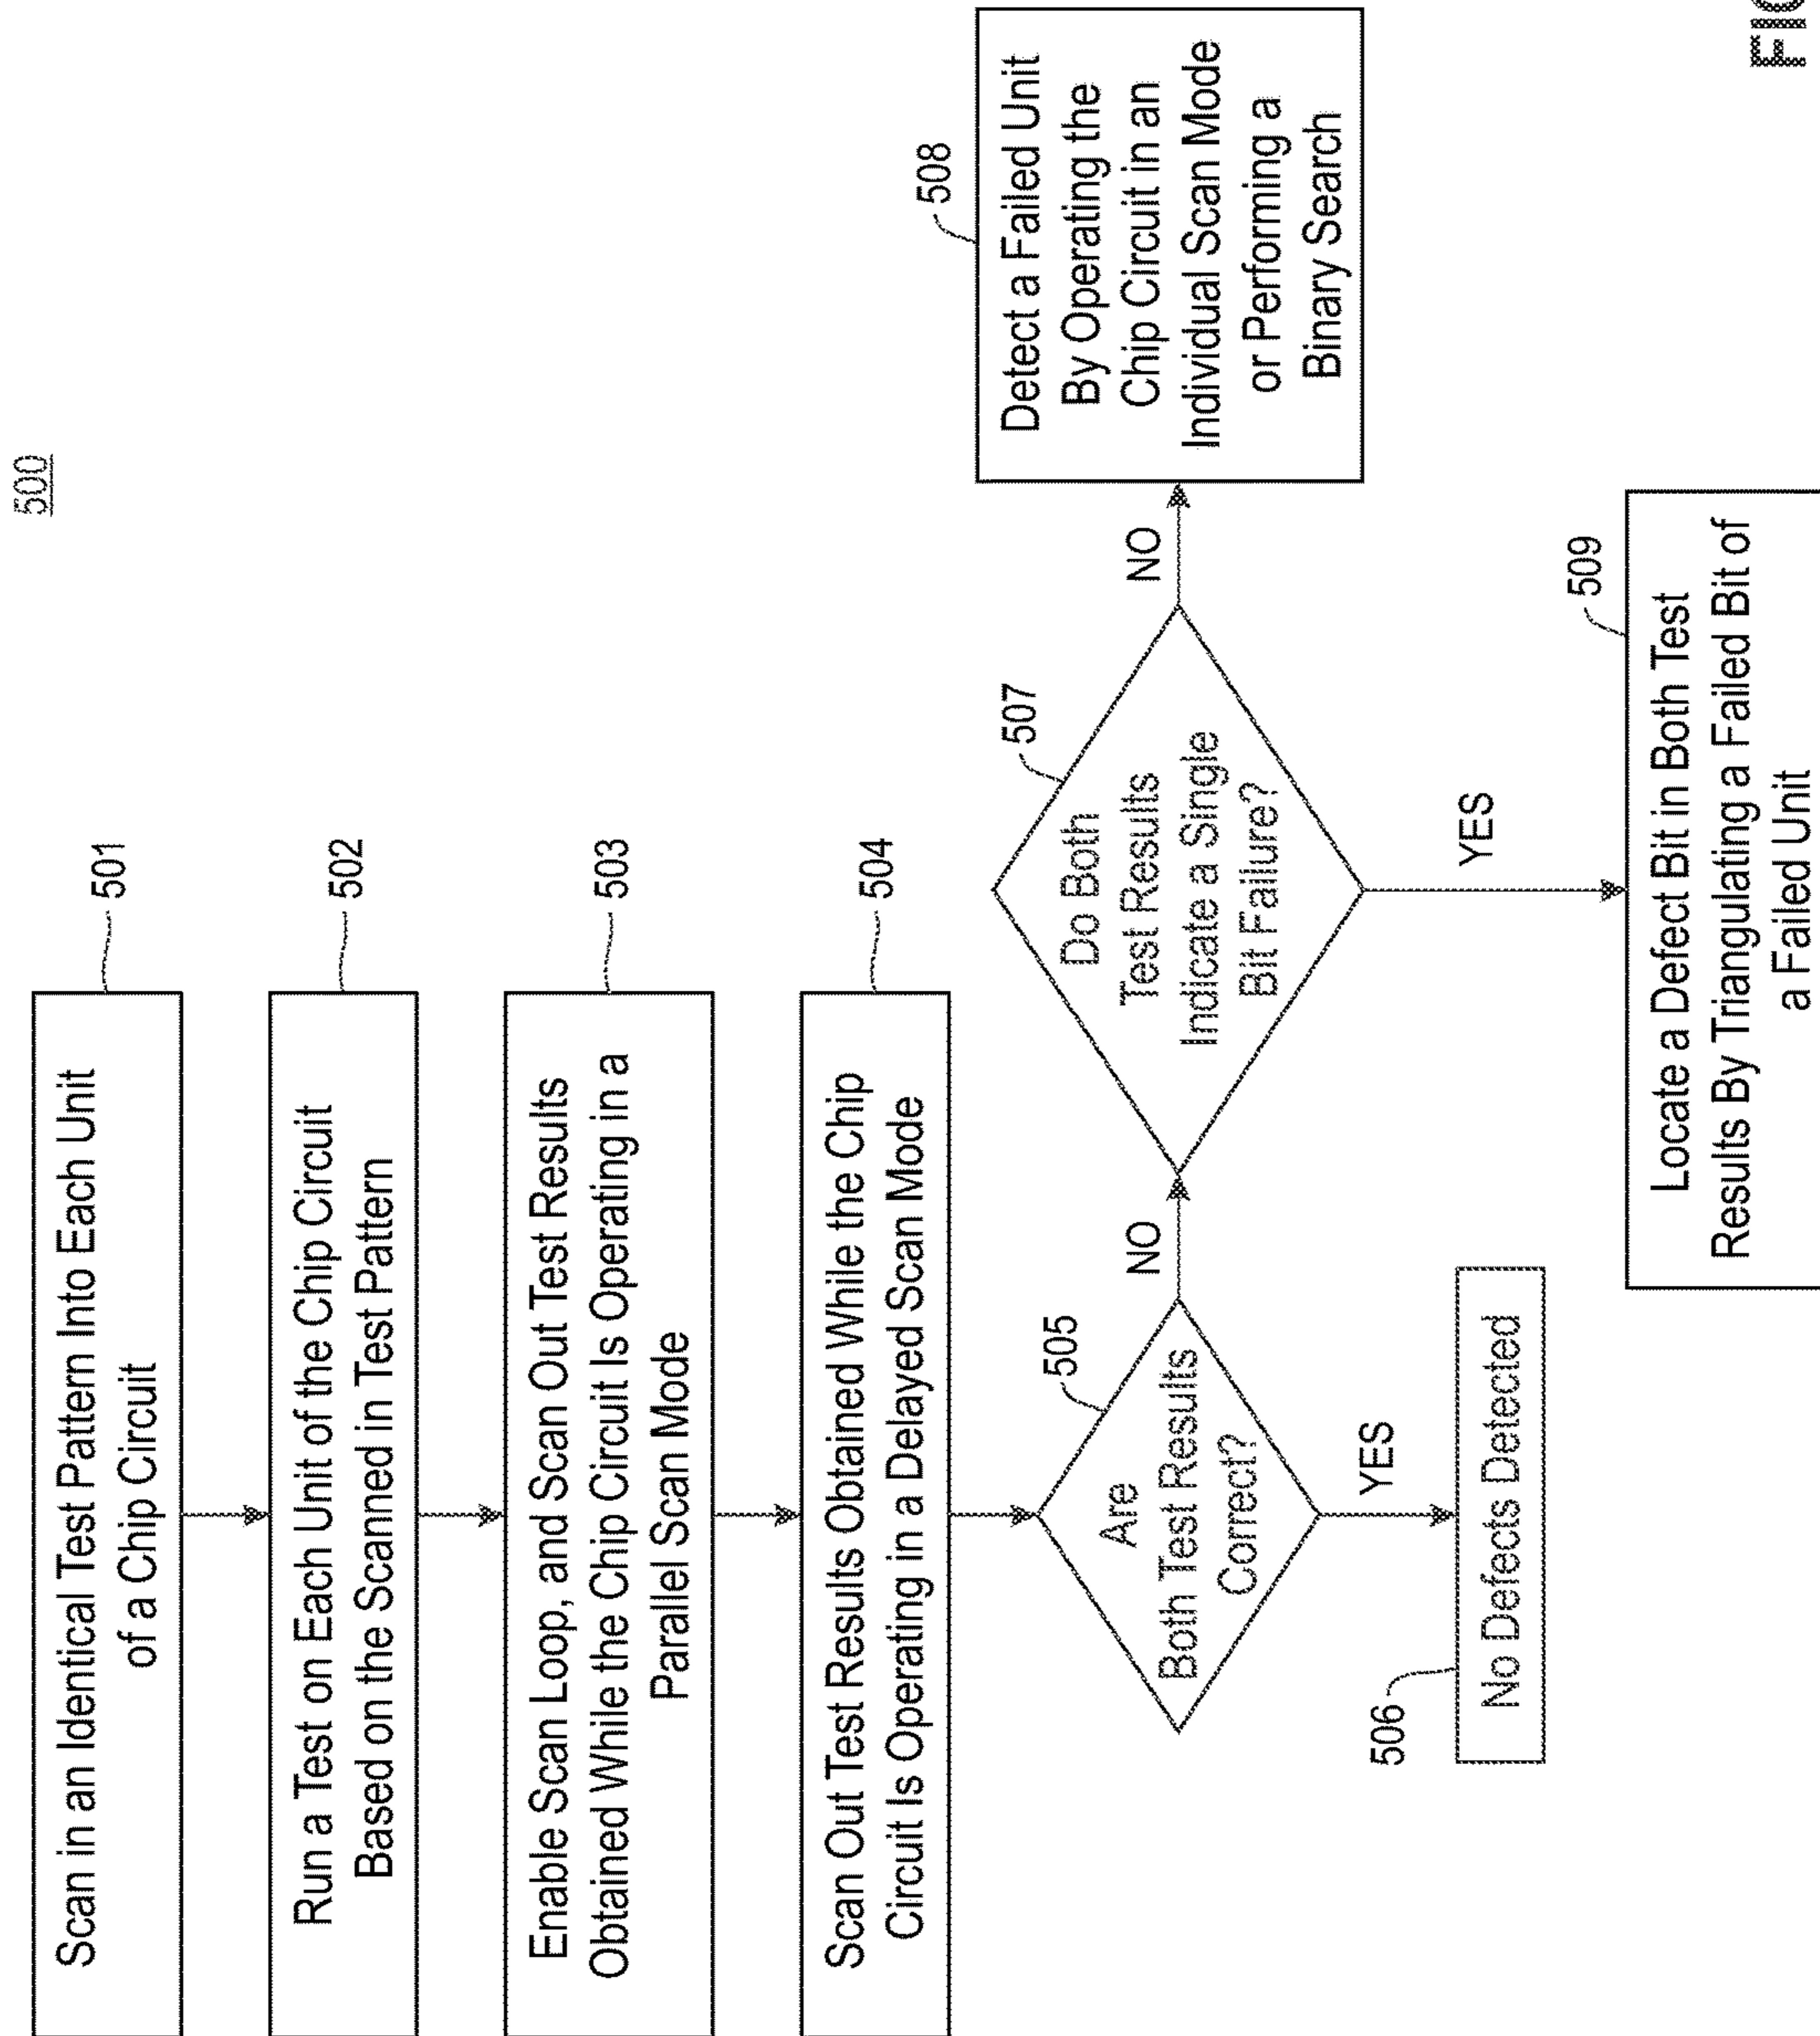 500
Scan in an Identical Test Pattern Into Each Unit
of a Chip Circuit
501
Run a Test on Each Unit of the Chip Circuit
Based on the Scanned in Test Pattern
502
Enable Scan Loop, and Scan Out Test Results
Obtained While the Chip Circuit Is Operating in a
Parallel Scan Mode
503
Scan Out Test Results Obtained While the Chip
Circuit Is Operating in a Delayed Scan Mode
504
Are
Both Test Results
Correct?
505
NO
YES
506
No Defects Detected
Do Both
Test Results
Indicate a Single
Bit Failure?
507
NO
YES
Detect a Failed Unit
By Operating the
Chip Circuit in an
Individual Scan Mode
or Performing a
Binary Search
508
Locate a Defect Bit in Both Test
Results By Triangulating a Failed Bit of
a Failed Unit
509